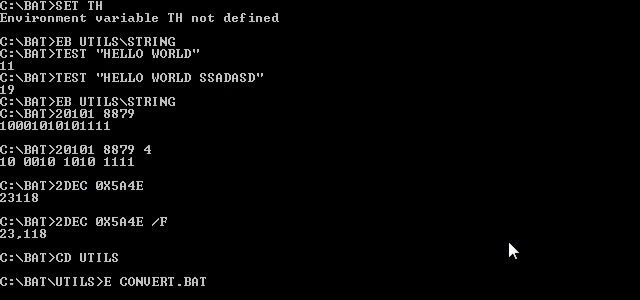 C:\BAT>SET TH
Environment variable TH not defined
C:\BAT>EB UTILS\STRING
C:\BAT>TEST "HELLO WORLD"
11
C:\BAT>TEST "HELLO WORLD SSADASD"
19
C:\BAT>EB UTILS\STRING
C:\BAT>20101 8879
10001010101111
C:\BAT>20101 8879 4
10 0010 1010 1111
C:\BAT>2DEC 0X5A4E
23118
C:\BAT>2DEC 0X5A4E /F
23,118
C:\BAT>CD UTILS
C:\BAT\UTILS>E CONVERT.BAT